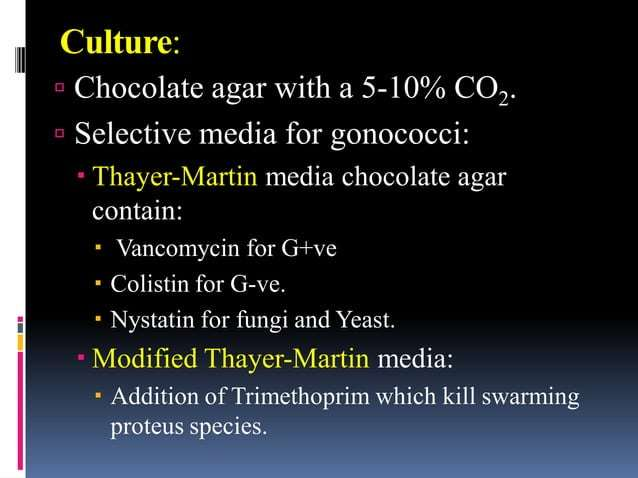 Culture:
Chocolate agar with a 5-10% CO2.
Selective media for gonococci:
Thayer-Martin media chocolate agar
contain:
Vancomycin for G+ve
Colistin for G-ve.
Nystatin for fungi and Yeast.
Modified Thayer-Martin media:
Addition of Trimethoprim which kill swarming
proteus species.